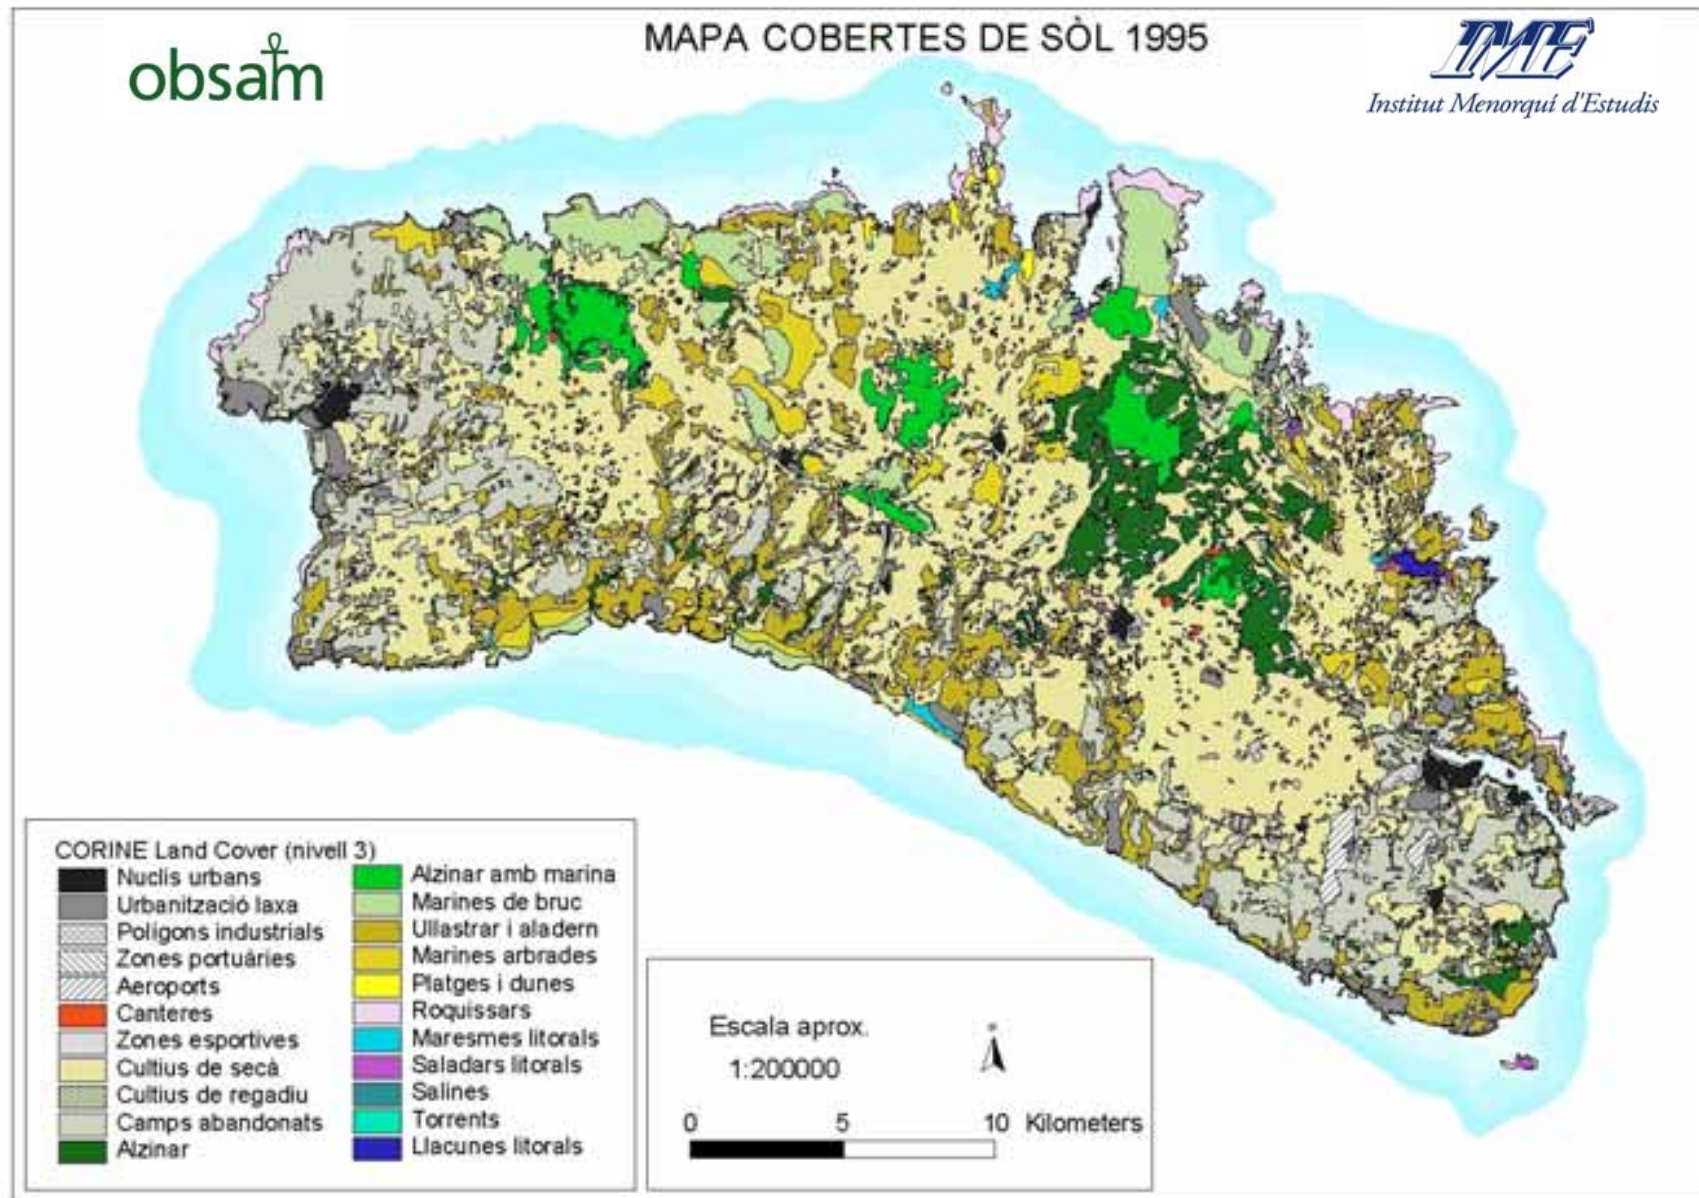 MAPA COBERTES DE SÒL 1995
obsam
IME
Institut Menorquí d'Estudis
CORINE Land Cover (nivell 3)
Nuclis urbans
Urbanització laxa
Polígons industrials
Zones portuàries
Aeroports
Canteres
Zones esportives
Cultius de secà
Cultius de regadiu
Camps abandonats
Alzinar
Alzinar amb marina
Marines de bruc
Ullastrar i aladern
Marines arbrades
Platges i dunes
Roquissars
Maresmes litorals
Saladars litorals
Salines
Torrents
Llacunes litorals
Escala aprox.
1:200000
0 5 10 Kilometers